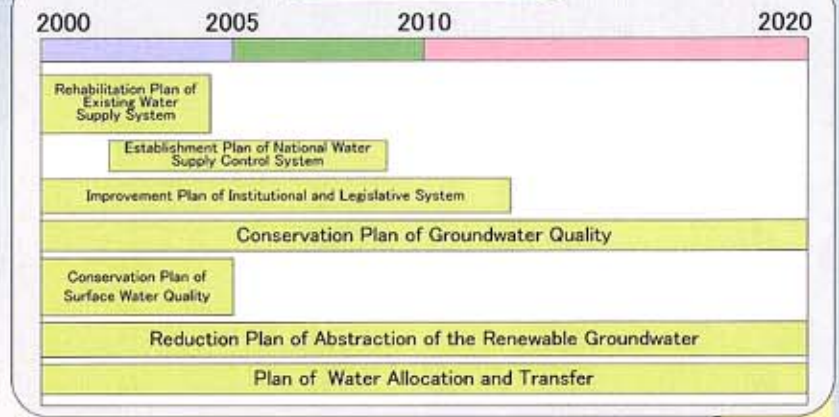 2000 2005 2010 2020
Rehabilitation Plan of
Existing Water
Supply System
Establishment Plan of National Water
Supply Control System
Improvement Plan of Institutional and Legislative System
Conservation Plan of Groundwater Quality
Conservation Plan of
Surface Water Quality
Reduction Plan of Abstraction of the Renewable Groundwater
Plan of Water Allocation and Transfer